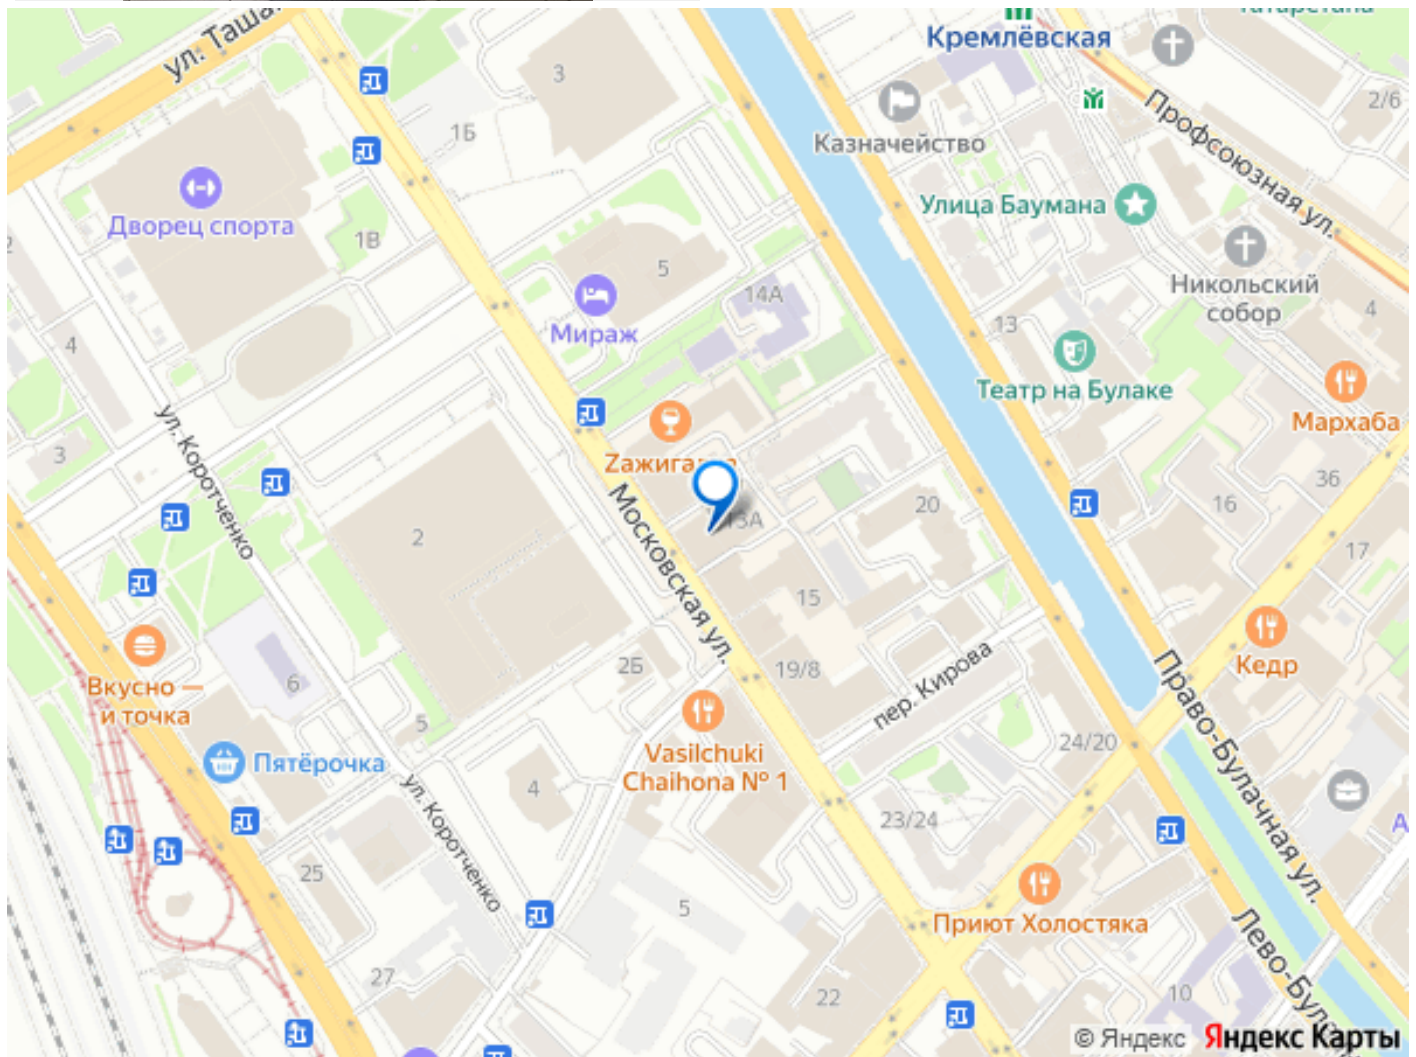 ул. Таша
Татарстана
Кремлёвская
3
2/6
1Б
Казначейство
Профсоюзная ул.
Дворец спорта
1В
Улица Баумана
5
14А
Никольский
собор
4
Мираж
13
4
Театр на Булаке
Мархаба
ул. Коротченко
3
Zажига
Московская ул.
36
20
16
13А
2
17
15
пер. Кирова
2Б
19/8
Кедр
6
Вкусно —
и точка
5
Право-Булачная ул.
24/20
Пятёрочка
Vasilchuki
Chaihona № 1
ул. Коротченко
4
23/24
А
25
5
Приют Холостяка
Лево-Була
27
22
10
© Яндекс Яндекс Карты